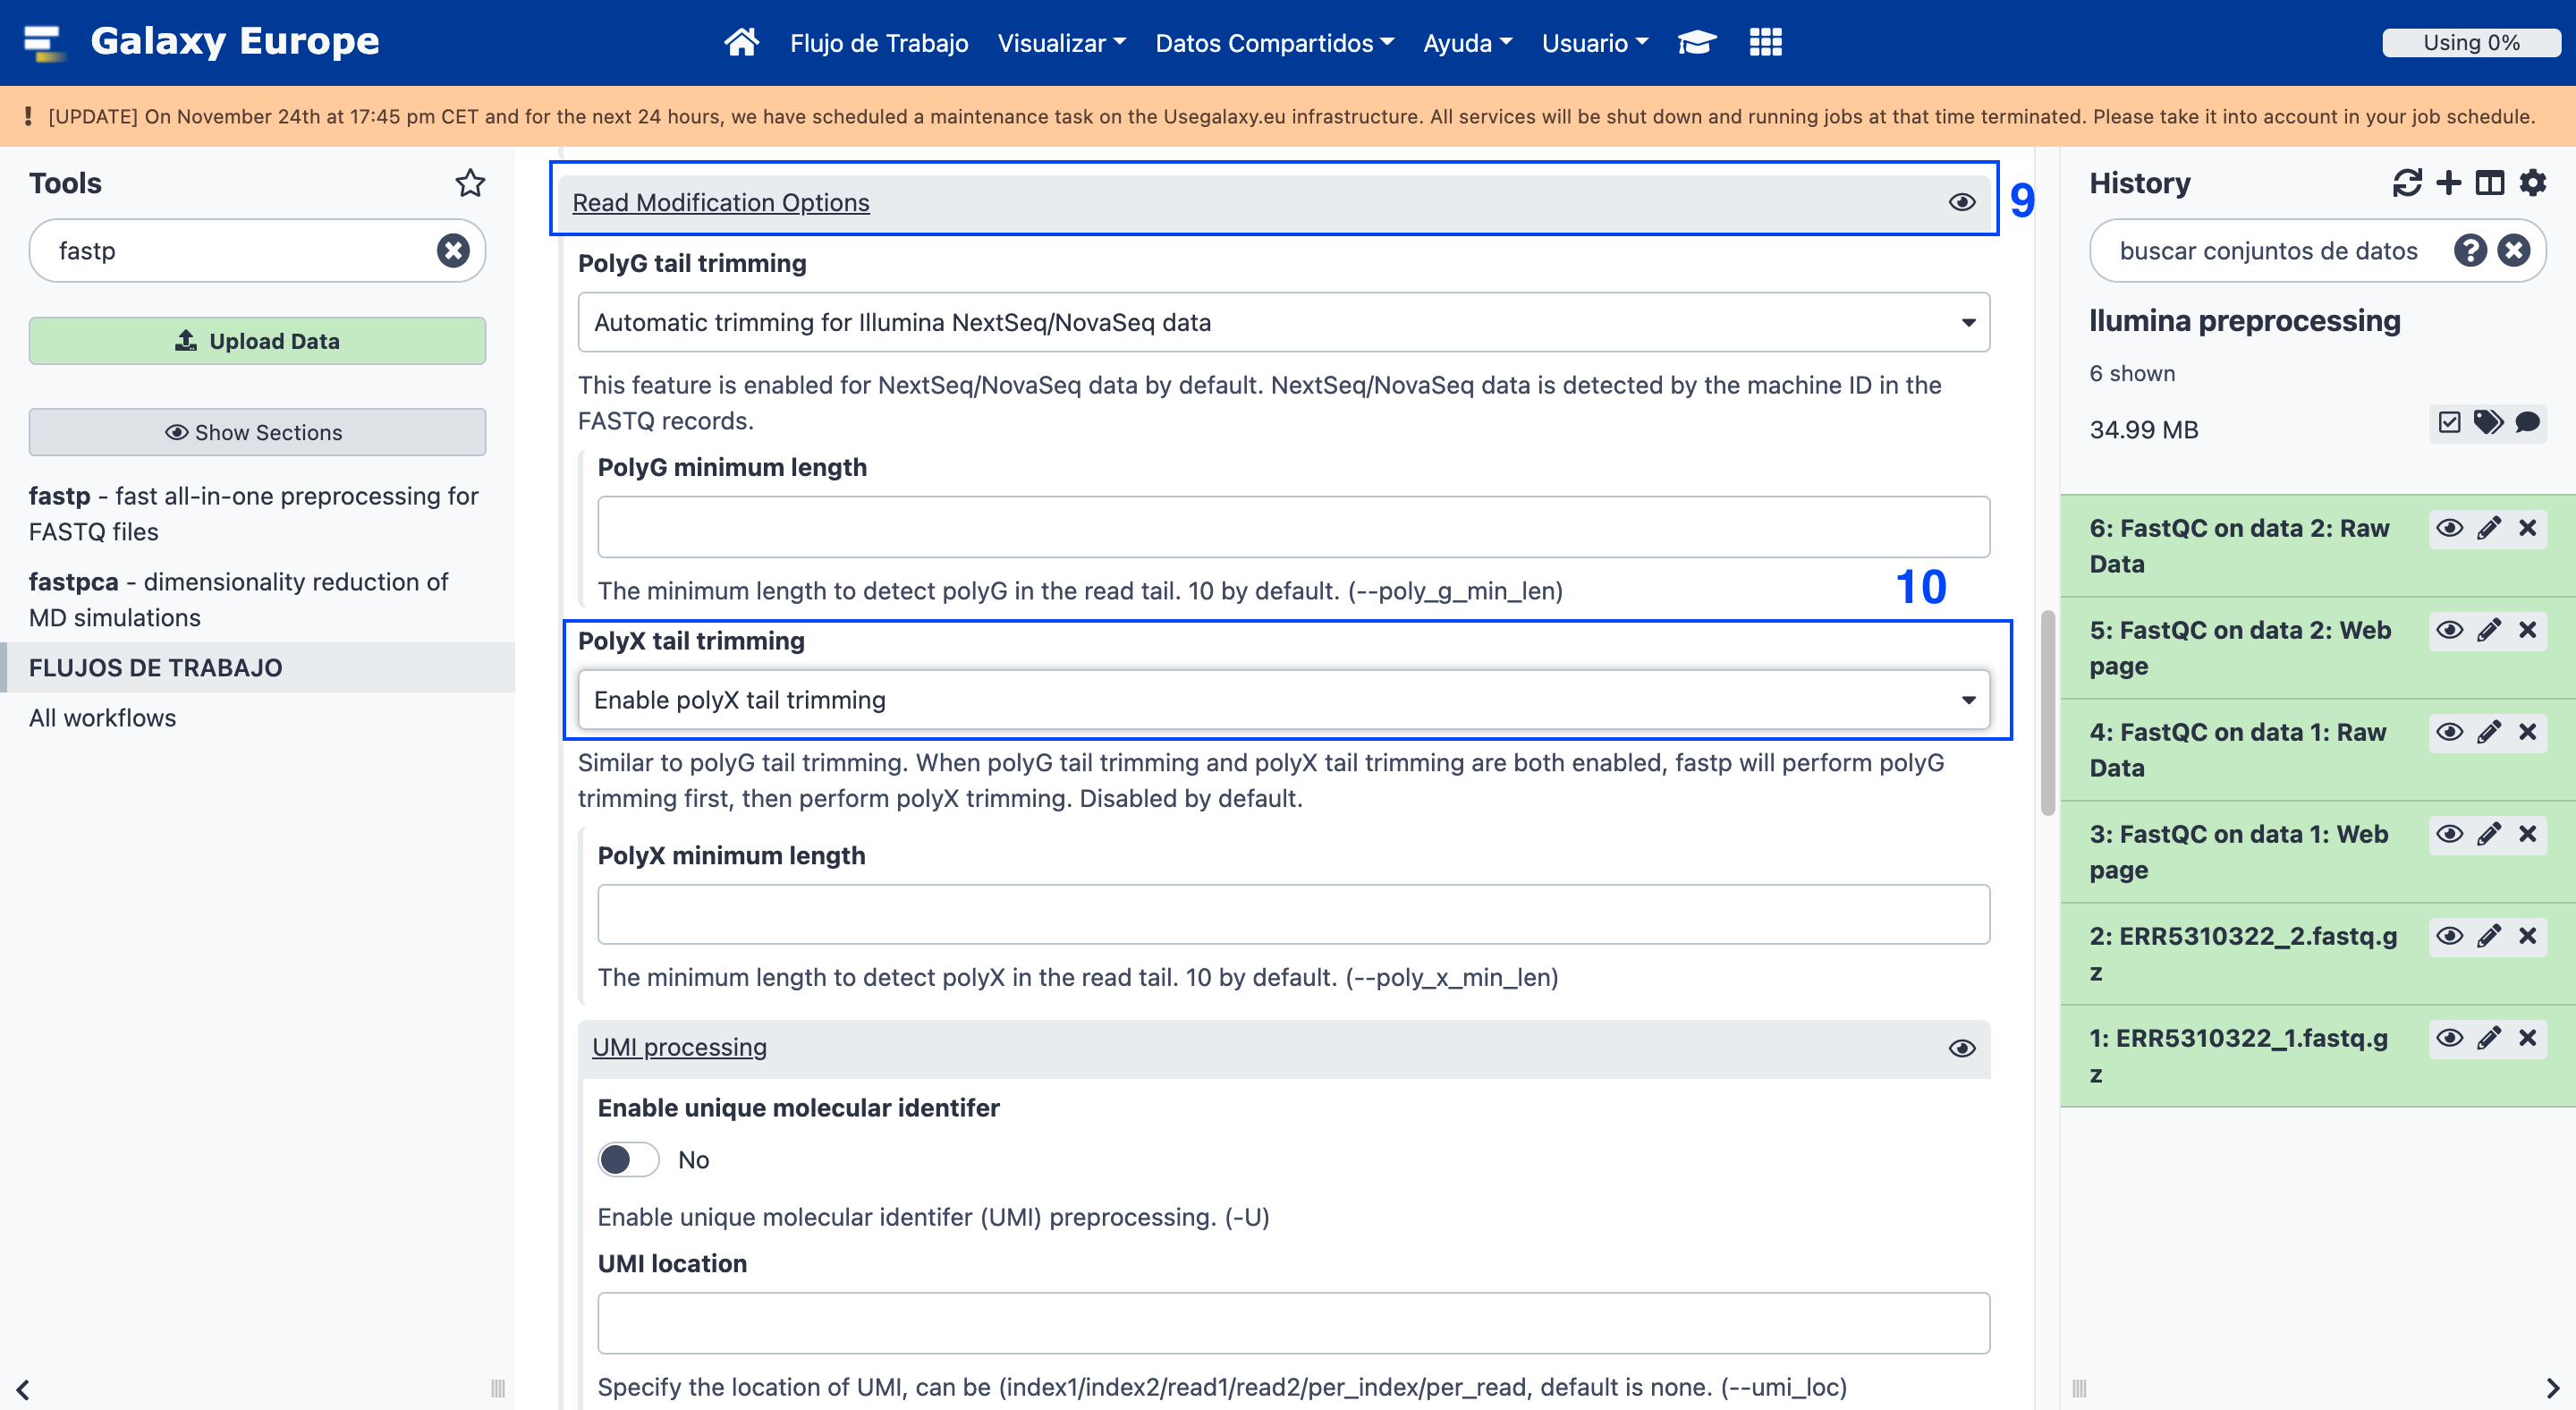 Galaxy Europe
Flujo de Trabajo Visualizar Datos Compartidos Ayuda Usuario
Using 0%
[UPDATE] On November 24th at 17:45 pm CET and for the next 24 hours, we have scheduled a maintenance task on the Usegalaxy.eu infrastructure. All services will be shut down and running jobs at that time terminated. Please take it into account in your job schedule.
Tools
fastp
Upload Data
Show Sections
fastp - fast all-in-one preprocessing for
FASTQ files
fastpca - dimensionality reduction of
MD simulations
FLUJOS DE TRABAJO
All workflows
Read Modification Options
9
PolyG tail trimming
Automatic trimming for Illumina NextSeq/NovaSeq data
This feature is enabled for NextSeq/NovaSeq data by default. NextSeq/NovaSeq data is detected by the machine ID in the
FASTQ records.
PolyG minimum length
The minimum length to detect polyG in the read tail. 10 by default. (--poly_g_min_len)
10
PolyX tail trimming
Enable polyX tail trimming
Similar to polyG tail trimming. When polyG tail trimming and polyX tail trimming are both enabled, fastp will perform polyG
trimming first, then perform polyX trimming. Disabled by default.
PolyX minimum length
The minimum length to detect polyX in the read tail. 10 by default. (--poly_x_min_len)
UMI processing
Enable unique molecular identifer
No
Enable unique molecular identifer (UMI) preprocessing. (-U)
UMI location
Specify the location of UMI, can be (index1/index2/read1/read2/per_index/per_read, default is none. (--umi_loc)
History
buscar conjuntos de datos
Ilumina preprocessing
6 shown
34.99 MB
6: FastQC on data 2: Raw
Data
5: FastQC on data 2: Web
page
4: FastQC on data 1: Raw
Data
3: FastQC on data 1: Web
page
2: ERR5310322_2.fastq.g
z
1: ERR5310322_1.fastq.g
z